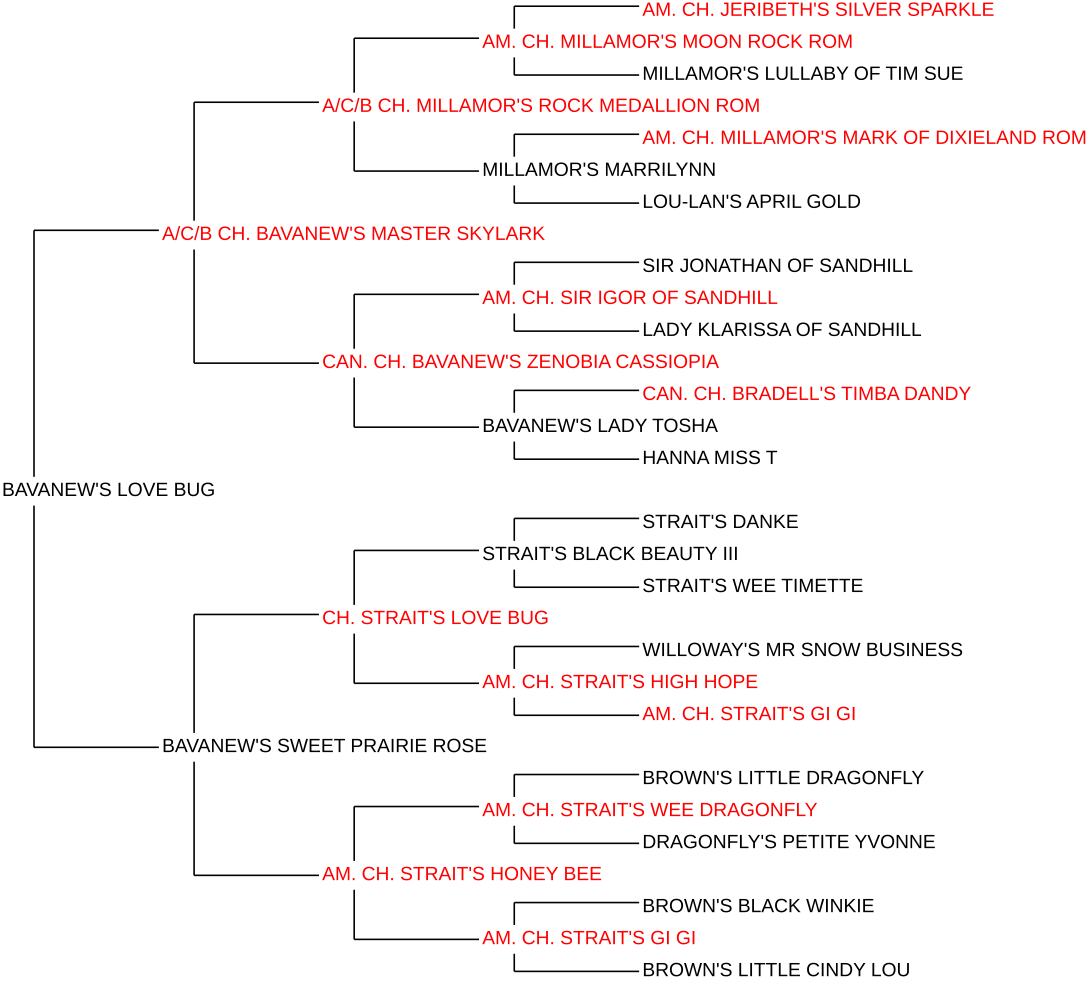 AM. CH. JERIBETH'S SILVER SPARKLE
AM. CH. MILLAMOR'S MOON ROCK ROM
MILLAMOR'S LULLABY OF TIM SUE
A/C/B CH. MILLAMOR'S ROCK MEDALLION ROM
AM. CH. MILLAMOR'S MARK OF DIXIELAND ROM
MILLAMOR'S MARRILYNN
LOU-LAN'S APRIL GOLD
A/C/B CH. BAVANEW'S MASTER SKYLARK
SIR JONATHAN OF SANDHILL
AM. CH. SIR IGOR OF SANDHILL
LADY KLARISSA OF SANDHILL
CAN. CH. BAVANEW'S ZENOBIA CASSIOPIA
CAN. CH. BRADELL'S TIMBA DANDY
BAVANEW'S LADY TOSHA
HANNA MISS T
BAVANEW'S LOVE BUG
STRAIT'S DANKE
STRAIT'S BLACK BEAUTY III
STRAIT'S WEE TIMETTE
CH. STRAIT'S LOVE BUG
WILLOWAY'S MR SNOW BUSINESS
AM. CH. STRAIT'S HIGH HOPE
AM. CH. STRAIT'S GI GI
BAVANEW'S SWEET PRAIRIE ROSE
BROWN'S LITTLE DRAGONFLY
AM. CH. STRAIT'S WEE DRAGONFLY
DRAGONFLY'S PETITE YVONNE
AM. CH. STRAIT'S HONEY BEE
BROWN'S BLACK WINKIE
AM. CH. STRAIT'S GI GI
BROWN'S LITTLE CINDY LOU